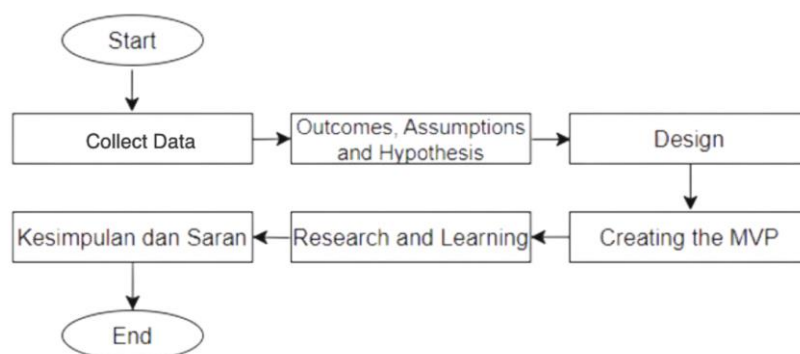 Start
Collect Data
Outcomes, Assumptions
and Hypothesis
Design
Creating the MVP
Research and Learning
Kesimpulan dan Saran
End